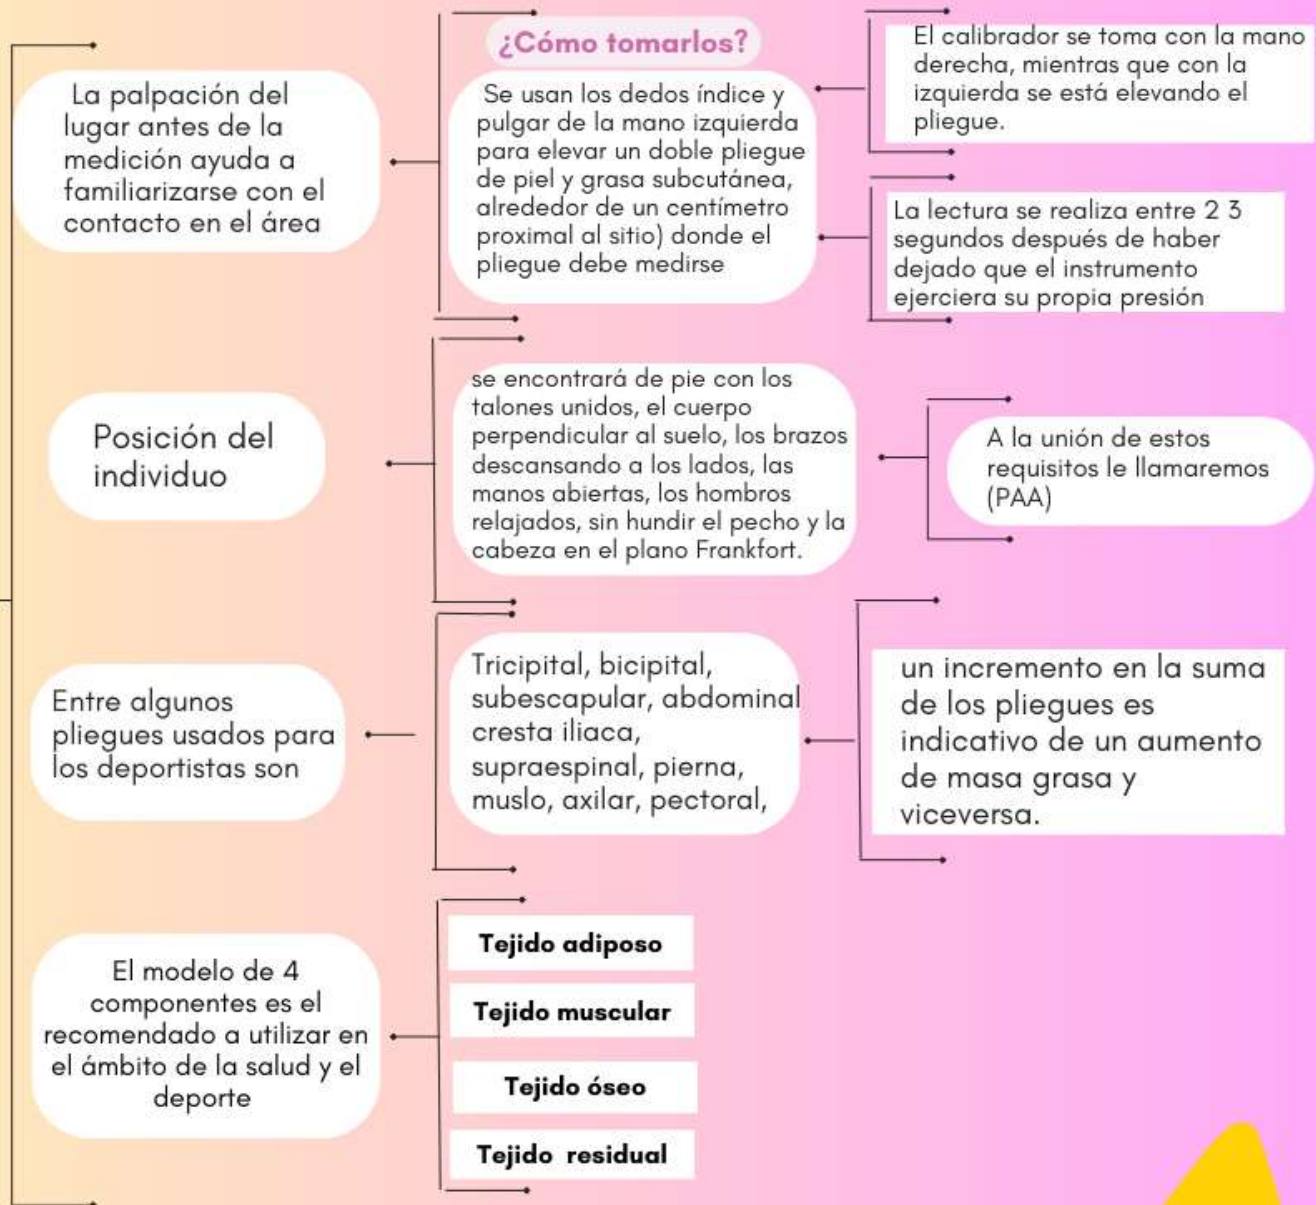 La palpación del
lugar antes de la
medición ayuda a
familiarizarse con el
contacto en el área
¿Cómo tomarlos?
Se usan los dedos índice y
pulgar de la mano izquierda
para elevar un doble pliegue
de piel y grasa subcutánea,
alrededor de un centímetro
proximal al sitio) donde el
pliegue debe medirse
El calibrador se toma con la mano
derecha, mientras que con la
izquierda se está elevando el
pliegue.
La lectura se realiza entre 2 3
segundos después de haber
dejado que el instrumento
ejerciera su propia presión
Posición del
individuo
se encontrará de pie con los
talones unidos, el cuerpo
perpendicular al suelo, los brazos
descansando a los lados, las
manos abiertas, los hombros
relajados, sin hundir el pecho y la
cabeza en el plano Frankfort.
A la unión de estos
requisitos le llamaremos
(PAA)
Entre algunos
pliegues usados para
los deportistas son
Tricipital, bicipital,
subescapular, abdominal
cresta iliaca,
supraespinal, pierna,
muslo, axilar, pectoral,
un incremento en la suma
de los pliegues es
indicativo de un aumento
de masa grasa y
viceversa.
El modelo de 4
componentes es el
recomendado a utilizar en
el ámbito de la salud y el
deporte
Tejido adiposo
Tejido muscular
Tejido óseo
Tejido residual